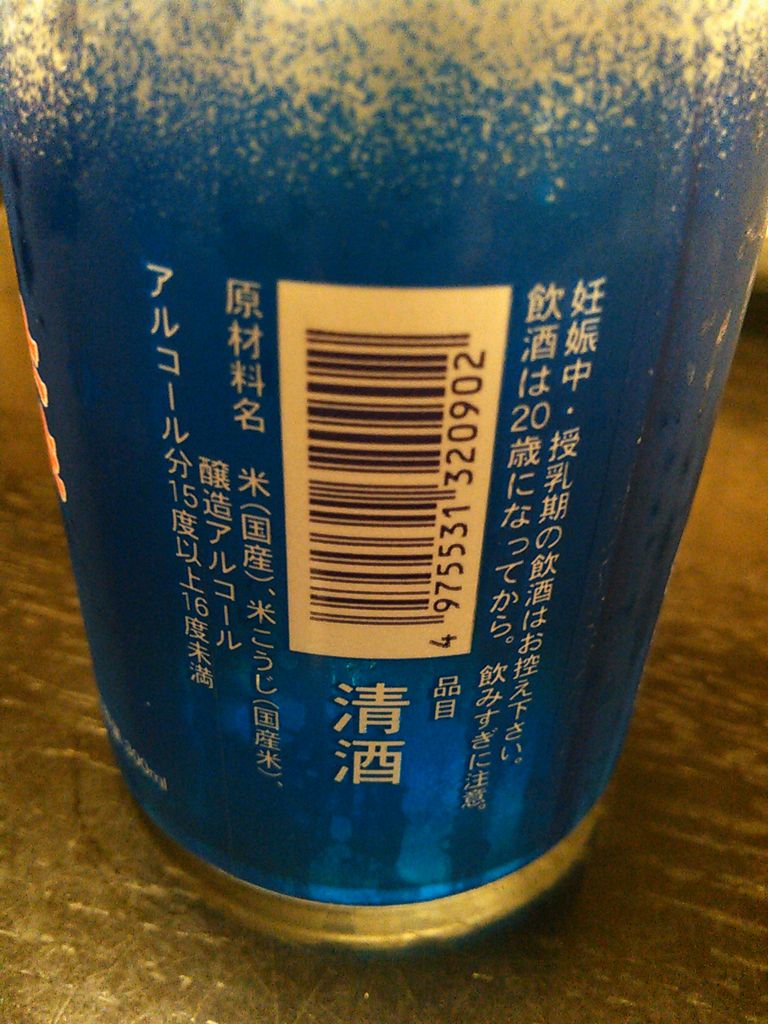 妊娠中・授乳期の飲酒はお控え下さい。
飲酒は20歳になってから。飲みすぎに注意。
品目
清酒
4 975531 320902
原材料名 米(国産)、米こうじ(国産米)、
醸造アルコール
アルコール分15度以上16度未満
300ml